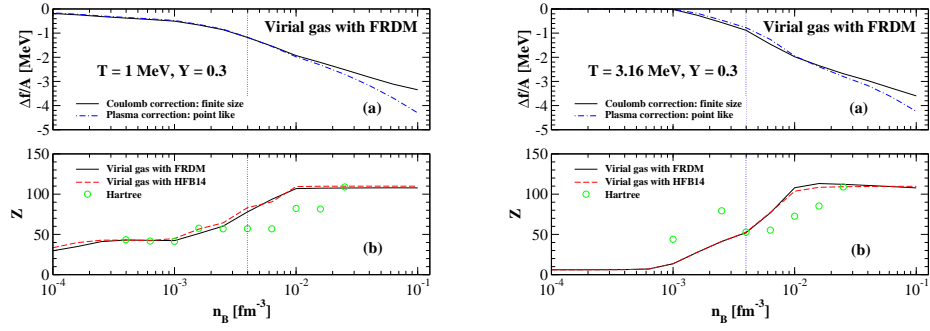 Virial gas with FRDM
T = 1 MeV, Y = 0.3
(a)
Coulomb correction: finite size
Plasma correction: point like
Δf/A [MeV]
0
-1
-2
-3
-4
-5
Virial gas with FRDM
Virial gas with HFB14
Hartree
(b)
Z
150
100
50
0
10^-4
10^-3
10^-2
10^-1
n_B [fm^-3]
Virial gas with FRDM
T = 3.16 MeV, Y = 0.3
(a)
Coulomb correction: finite size
Plasma correction: point like
Δf/A [MeV]
0
-1
-2
-3
-4
-5
Virial gas with FRDM
Virial gas with HFB14
Hartree
(b)
Z
150
100
50
0
10^-4
10^-3
10^-2
10^-1
n_B [fm^-3]